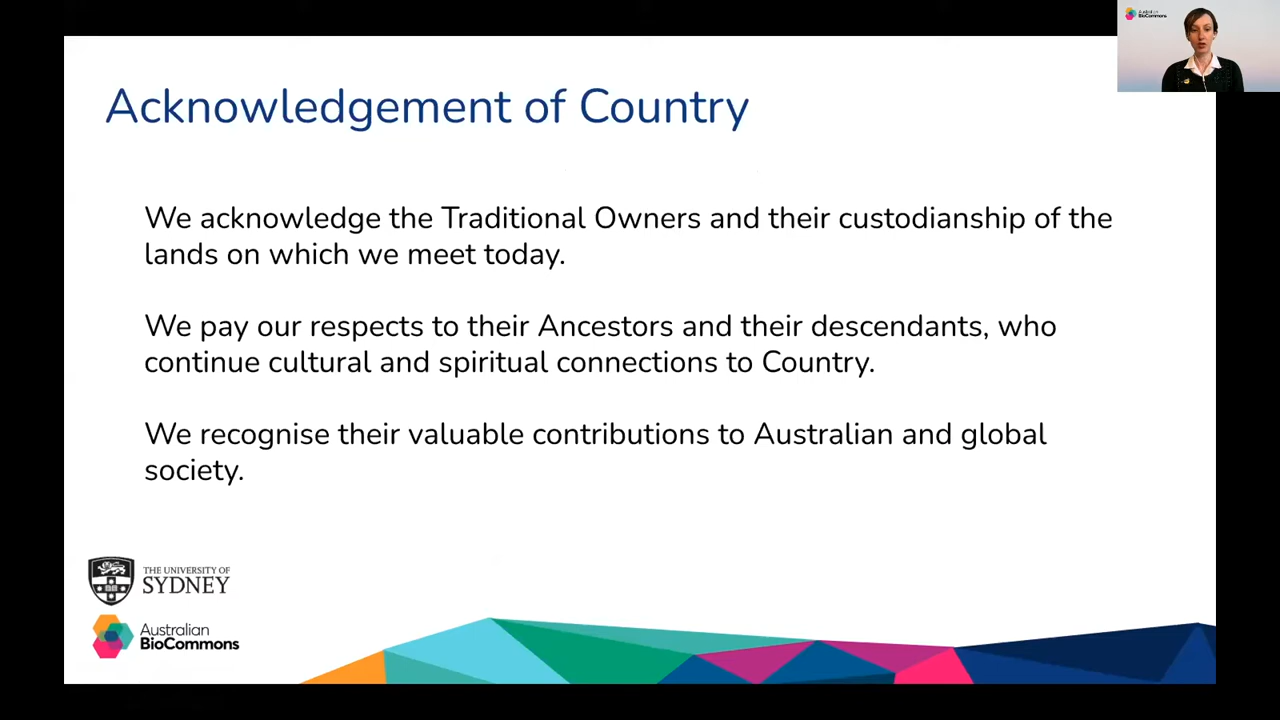 Australian
BioCommons
Acknowledgement of Country
We acknowledge the Traditional Owners and their custodianship of the
lands on which we meet today.
We pay our respects to their Ancestors and their descendants, who
continue cultural and spiritual connections to Country.
We recognise their valuable contributions to Australian and global
society.
THE UNIVERSITY OF
SYDNEY
Australian
BioCommons